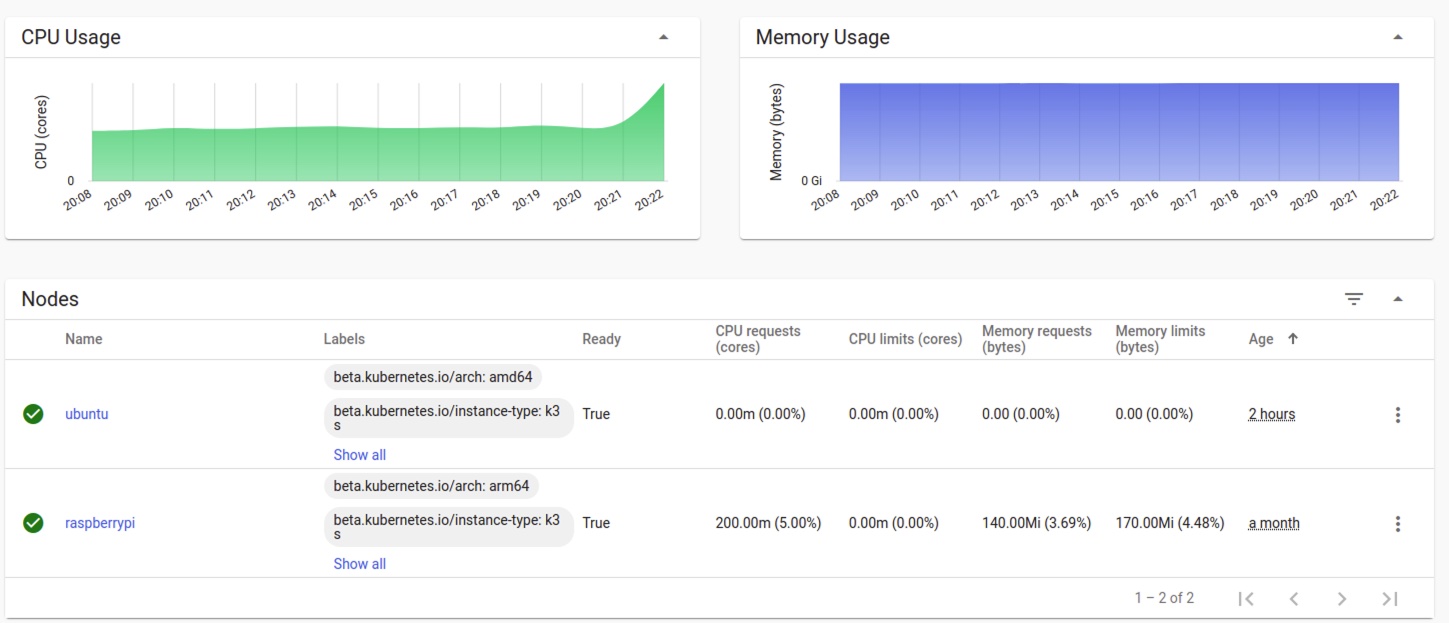 CPU Usage
CPU (cores)
0
20:08 20:09 20:10 20:11 20:12 20:13 20:14 20:15 20:16 20:17 20:18 20:19 20:20 20:21 20:22
Memory Usage
Memory (bytes)
0 Gi
20:08 20:09 20:10 20:11 20:12 20:13 20:14 20:15 20:16 20:17 20:18 20:19 20:20 20:21 20:22
Nodes
Name Labels Ready CPU requests (cores) CPU limits (cores) Memory requests (bytes) Memory limits (bytes) Age
beta.kubernetes.io/arch: amd64
beta.kubernetes.io/instance-type: k3
s
ubuntu True 0.00m (0.00%) 0.00m (0.00%) 0.00 (0.00%) 0.00 (0.00%) 2 hours
Show all
beta.kubernetes.io/arch: arm64
beta.kubernetes.io/instance-type: k3
s
raspberrypi True 200.00m (5.00%) 0.00m (0.00%) 140.00Mi (3.69%) 170.00Mi (4.48%) a month
Show all
1 – 2 of 2